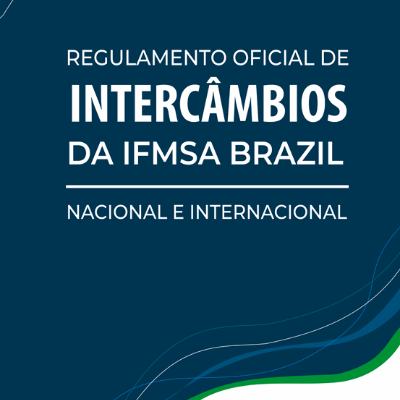 REGULAMENTO OFICIAL DE
INTERCÂMBIOS
DA IFMSA BRAZIL
NACIONAL E INTERNACIONAL